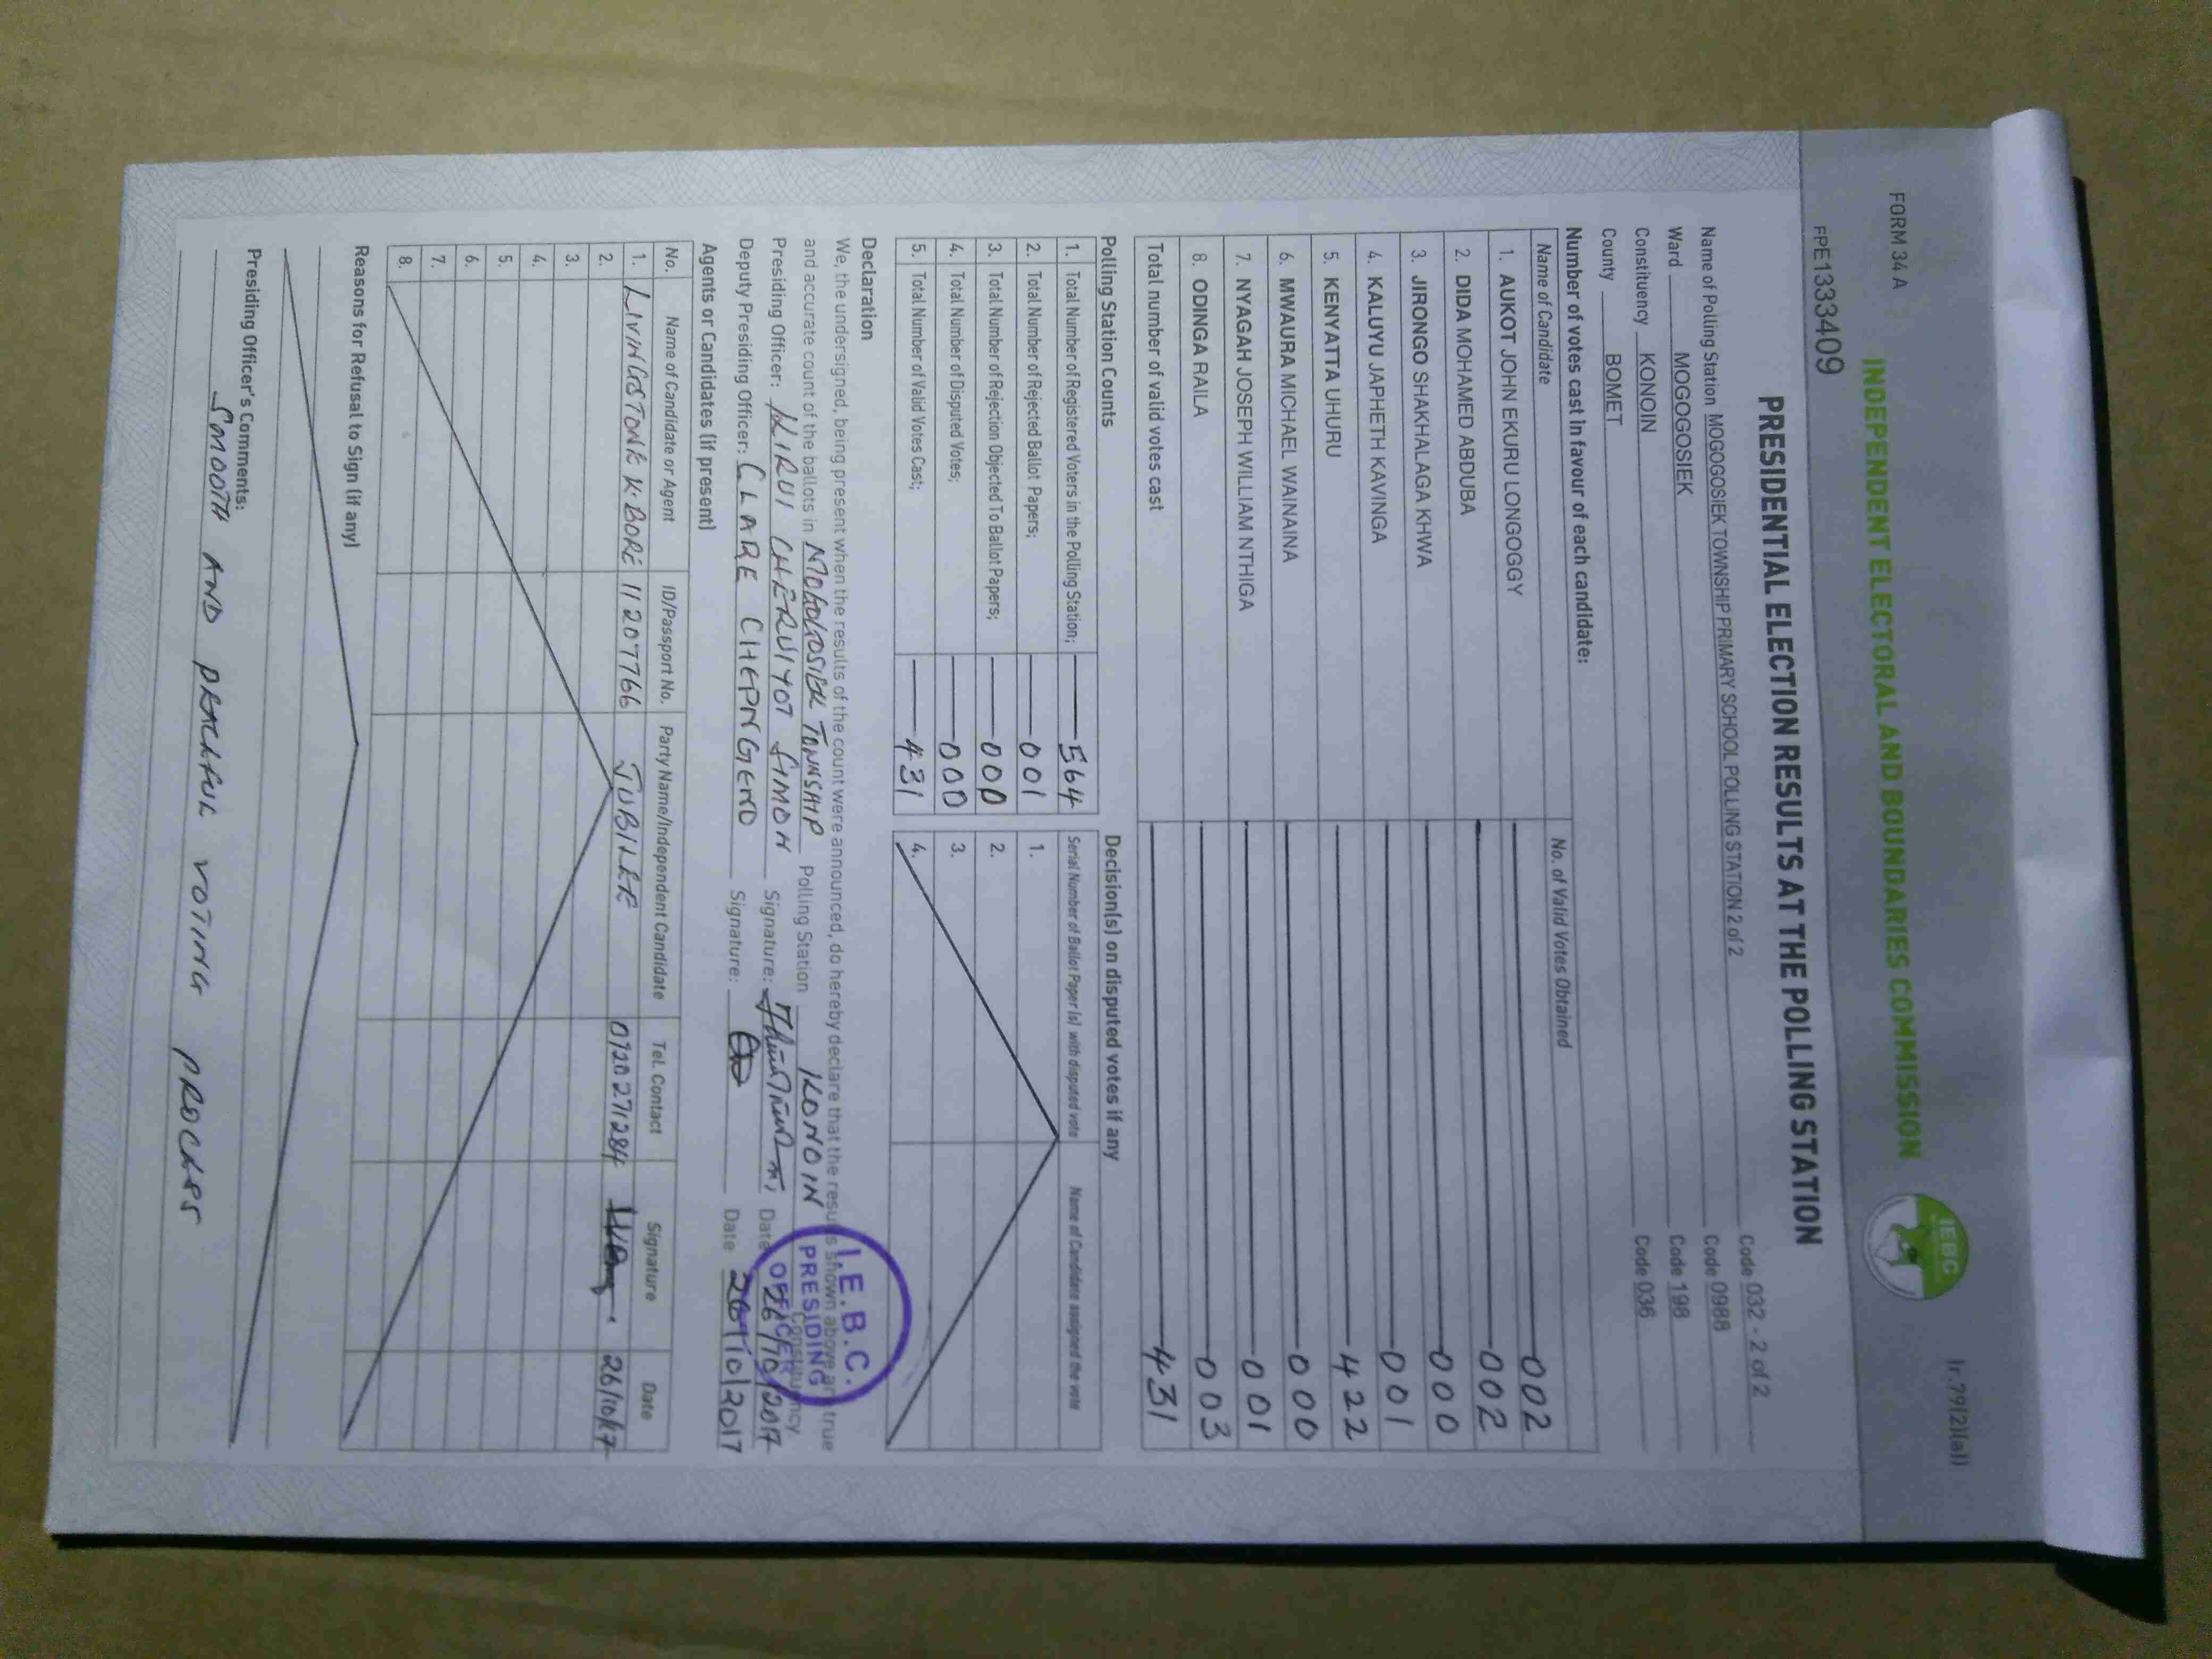 FORM 34 A
Ir.79(2)(a))
INDEPENDENT ELECTORAL AND BOUNDARIES COMMISSION
IEBC
FPE1333409
PRESIDENTIAL ELECTION RESULTS AT THE POLLING STATION
Name of Polling Station MOGOGOSIEK TOWNSHIP PRIMARY SCHOOL POLLING STATION 2 of 2 Code 032 - 2 of 2
Ward MOGOGOSIEK Code 0988
Constituency KONOIN Code 198
County BOMET Code 036
Number of votes cast in favour of each candidate:
Name of Candidate No. of Valid Votes Obtained
1. AUKOT JOHN EKURU LONGOGGY 002
2. DIDA MOHAMED ABDUBA 002
3. JIRONGO SHAKHALAGA KHWA 000
4. KALUYU JAPHETH KAVINGA 001
5. KENYATTA UHURU 422
6. MWAURA MICHAEL WAINAINA 000
7. NYAGAH JOSEPH WILLIAM NTHIGA 001
8. ODINGA RAILA 003
Total number of valid votes cast 431
Polling Station Counts Decision(s) on disputed votes if any
1. Total Number of Registered Voters in the Polling Station; 564 Serial Number of Ballot Paper (s) with disputed vote Name of Candidate assigned the vote
2. Total Number of Rejected Ballot Papers; 001 1.
3. Total Number of Rejection Objected To Ballot Papers; 000 2.
4. Total Number of Disputed Votes; 000 3.
5. Total Number of Valid Votes Cast; 431 4.
Declaration
We, the undersigned, being present when the results of the count were announced, do hereby declare that the results shown above are true
and accurate count of the ballots in MOGOGOSIEK TOWNSHIP Polling Station KONOIN Constituency.
Presiding Officer: KIRUI CHERUIYOT SIMON Signature: Date 26/10/2017
Deputy Presiding Officer: CLARE CHEPNGENO Signature: Date 26/10/2017
I.E.B.C.
PRESIDING
OFFICER
Agents or Candidates (if present)
No. Name of Candidate or Agent ID/Passport No. Party Name/Independent Candidate Tel. Contact Signature Date
1. LIVINGSTONE K. BORE 11207766 JUBILEE 0720271284 26/10/17
2.
3.
4.
5.
6.
7.
8.
Reasons for Refusal to Sign (if any)
Presiding Officer's Comments:
SMOOTH AND PEACEFUL VOTING PROCESS